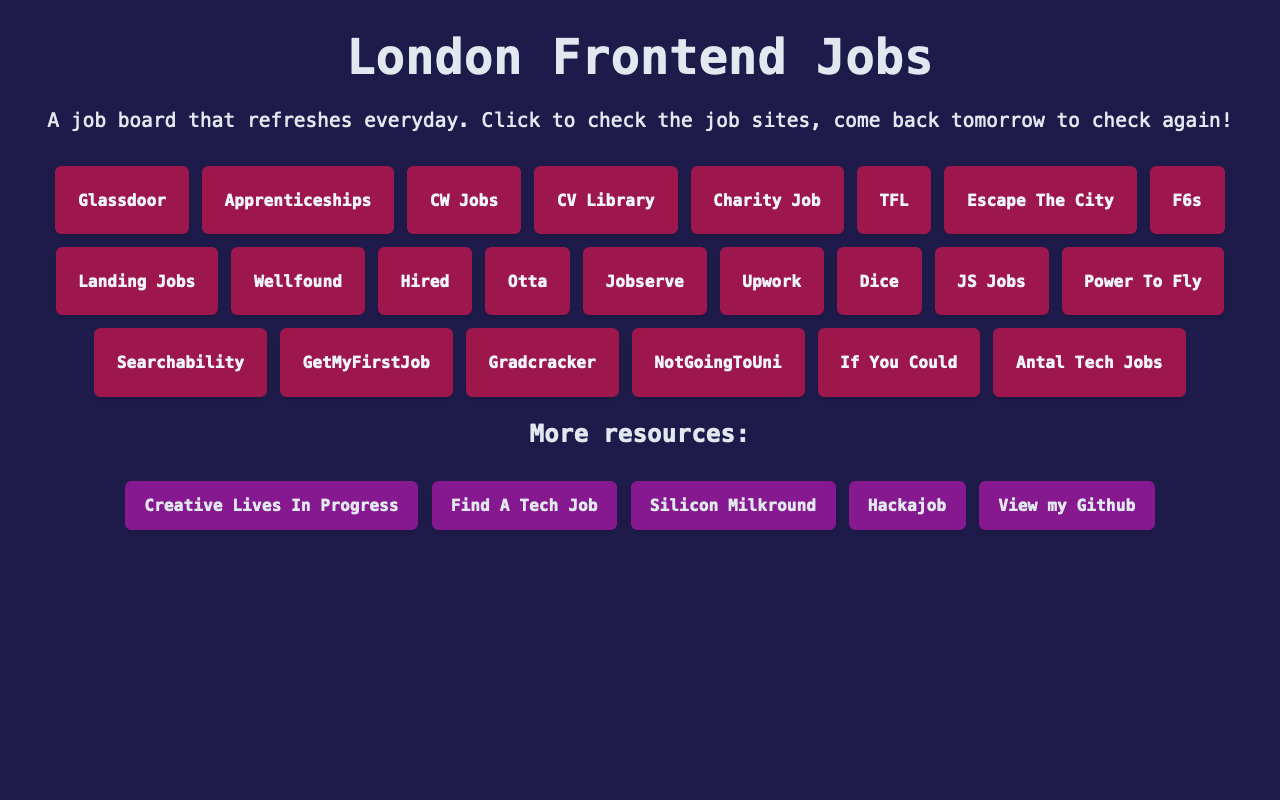 London Frontend Jobs
A job board that refreshes everyday. Click to check the job sites, come back tomorrow to check again!
Glassdoor Apprenticeships CW Jobs CV Library Charity Job TFL Escape The City F6s
Landing Jobs Wellfound Hired Otta Jobserve Upwork Dice JS Jobs Power To Fly
Searchability GetMyFirstJob Gradcracker NotGoingToUni If You Could Antal Tech Jobs
More resources:
Creative Lives In Progress Find A Tech Job Silicon Milkround Hackajob View my Github